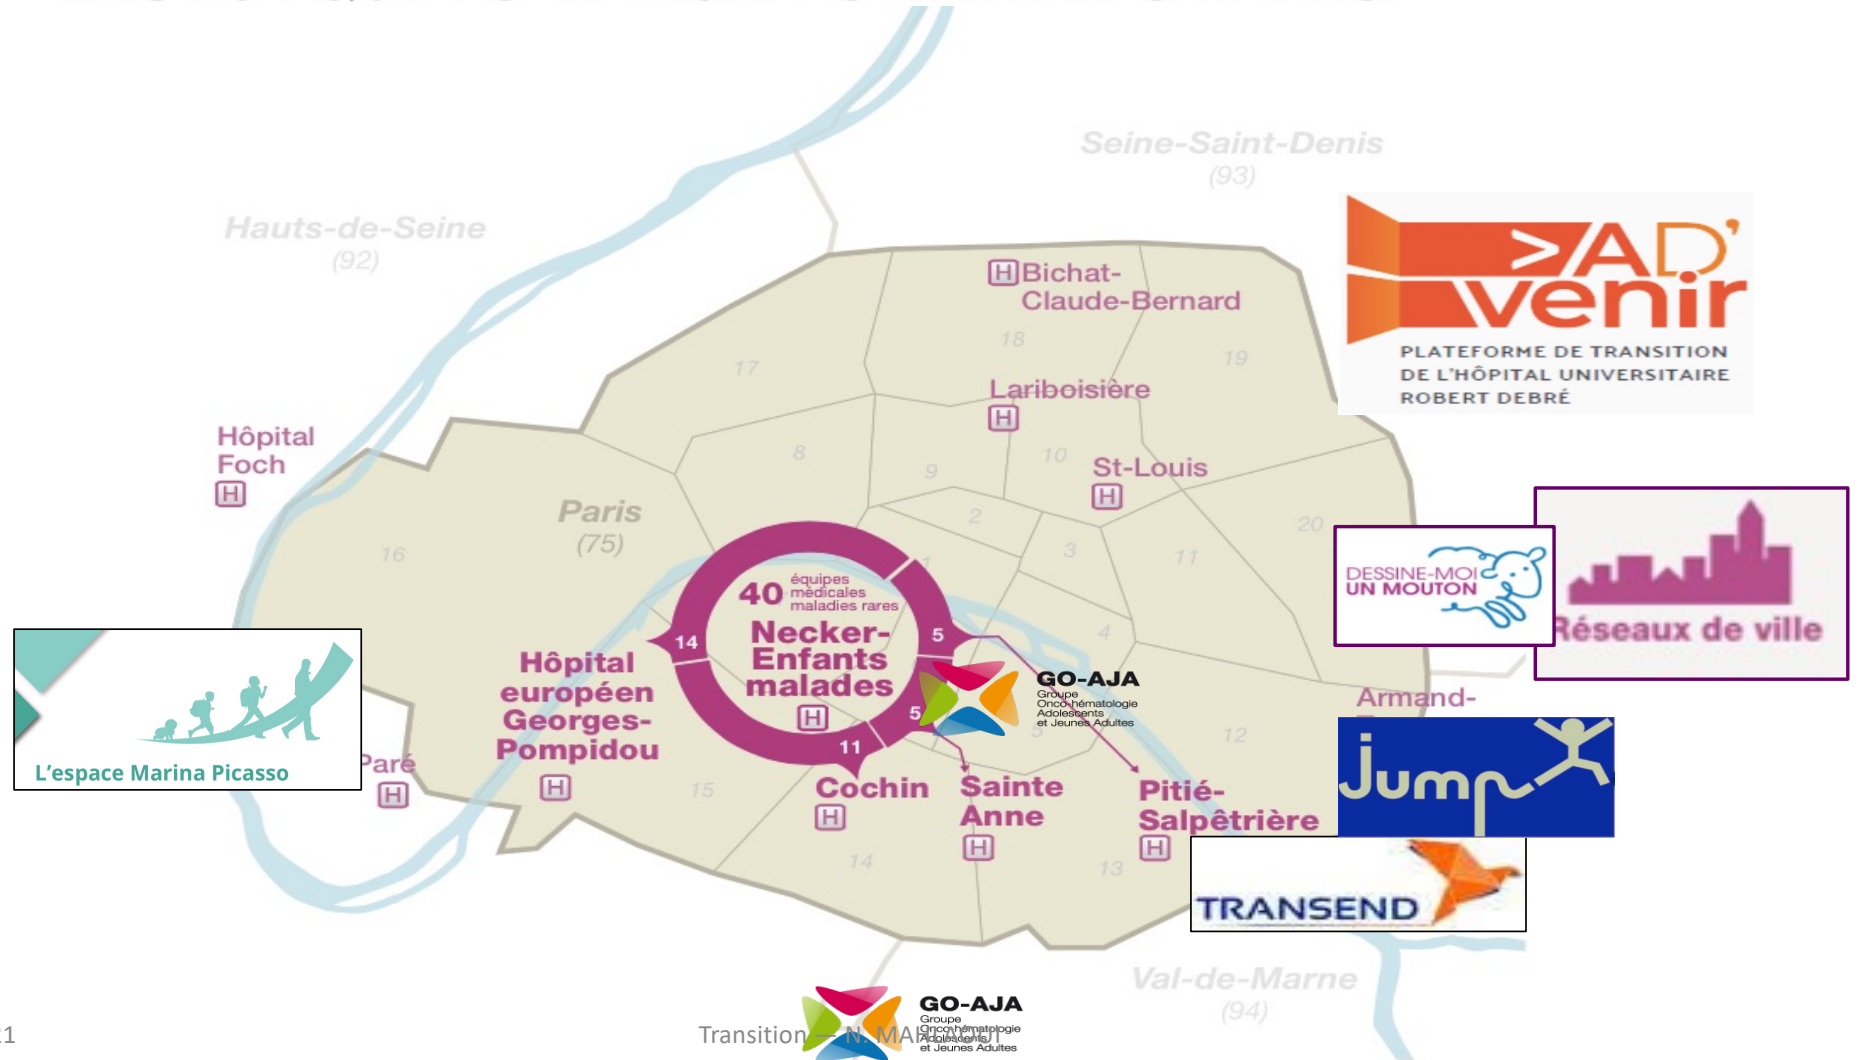 Seine-Saint-Denis
(93)
Hauts-de-Seine
(92)
>AD'
venir
PLATEFORME DE TRANSITION
DE L'HÔPITAL UNIVERSITAIRE
ROBERT DEBRÉ
H Bichat-
Claude-Bernard
18
17
19
Lariboisière
H
Hôpital
Foch
H
8
9
10
St-Louis
H
Paris
(75)
16
2
3
11
20
1
4
DESSINE-MOI
UN MOUTON
Réseaux de ville
40 équipes
médicales
maladies rares
Necker-
Enfants
malades
H
14
5
5
11
Hôpital
européen
Georges-
Pompidou
H
GO-AJA
Groupe
Onco-hématologie
Adolescents
et Jeunes Adultes
5
12
Armand-
L'espace Marina Picasso
Paré
H
15
Cochin
H
Sainte
Anne
H
Pitié-
Salpêtrière
H
jump
14
13
TRANSEND
Val-de-Marne
(94)
GO-AJA
Groupe
Onco-hématologie
Adolescents
et Jeunes Adultes
21
Transition – N. MAHLAOUI